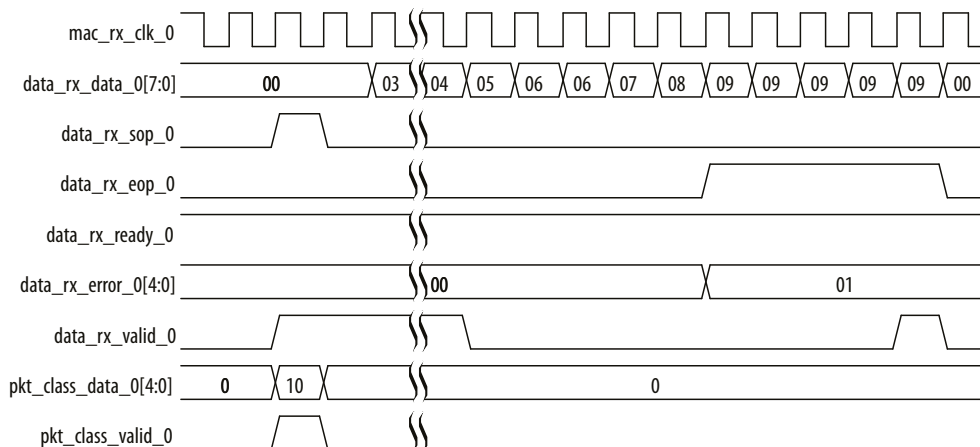 mac_rx_clk_0
data_rx_data_0[7:0] 00 03 04 05 06 06 07 08 09 09 09 09 09 00
data_rx_sop_0
data_rx_eop_0
data_rx_ready_0
data_rx_error_0[4:0] 00 01
data_rx_valid_0
pkt_class_data_0[4:0] 0 10 0
pkt_class_valid_0